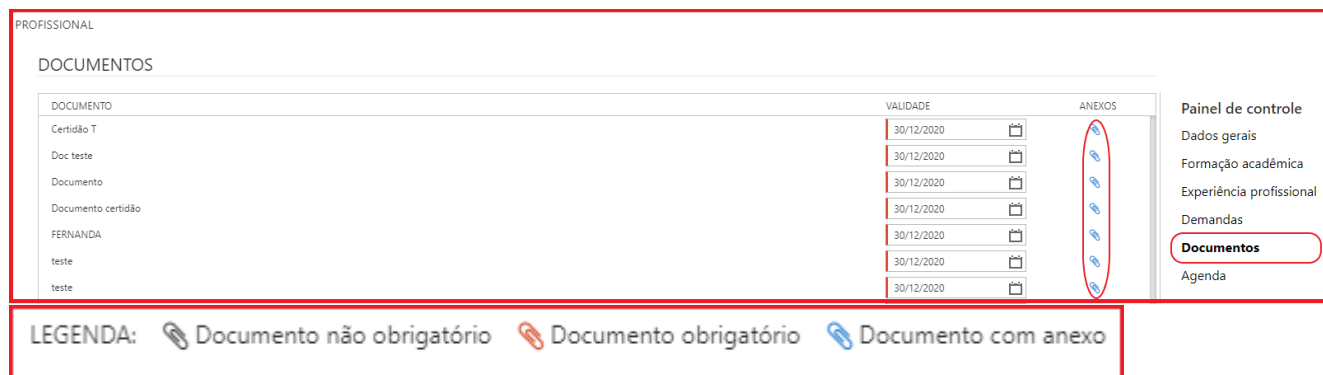 PROFISSIONAL
DOCUMENTOS
DOCUMENTO VALIDADE ANEXOS
Certidão T 30/12/2020
Doc teste 30/12/2020
Documento 30/12/2020
Documento certidão 30/12/2020
FERNANDA 30/12/2020
teste 30/12/2020
teste 30/12/2020
Painel de controle
Dados gerais
Formação acadêmica
Experiência profissional
Demandas
Documentos
Agenda
LEGENDA: Documento não obrigatório Documento obrigatório Documento com anexo